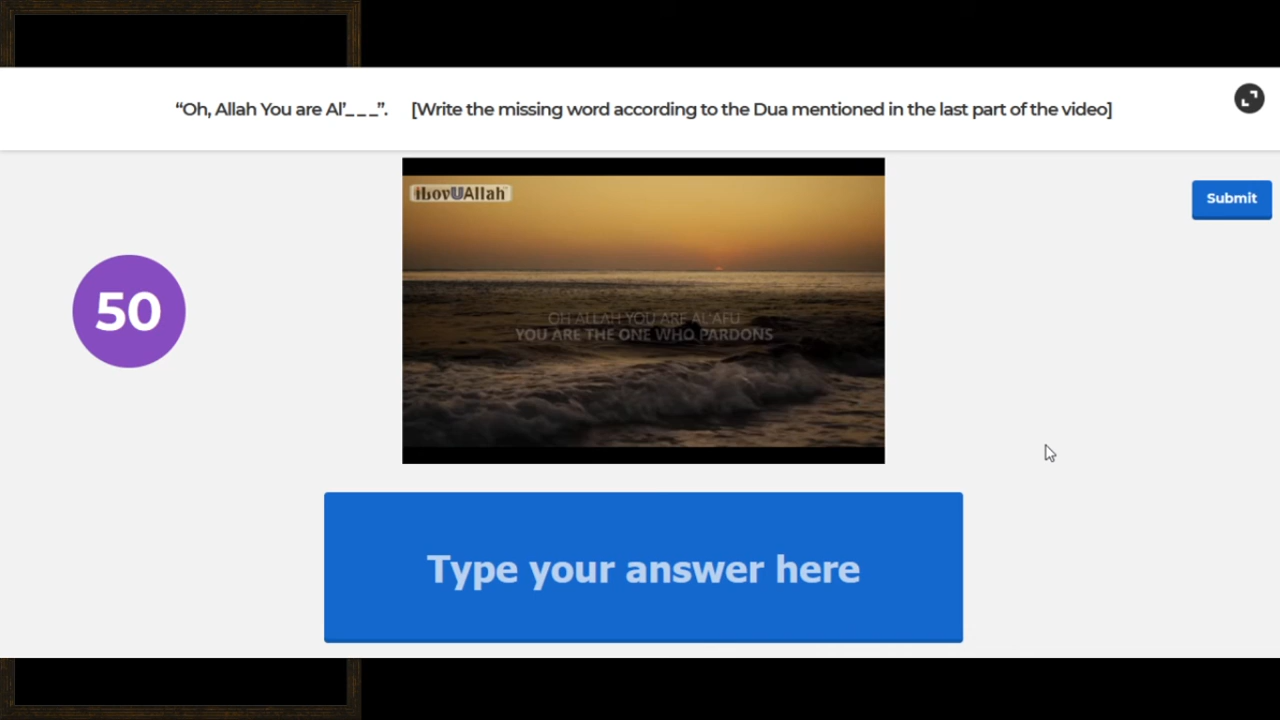 “Oh, Allah You are Al’_ _ _”. [Write the missing word according to the Dua mentioned in the last part of the video]
iLovUAllah
Submit
50
OH ALLAH YOU ARE AL'AFU
YOU ARE THE ONE WHO PARDONS
Type your answer here